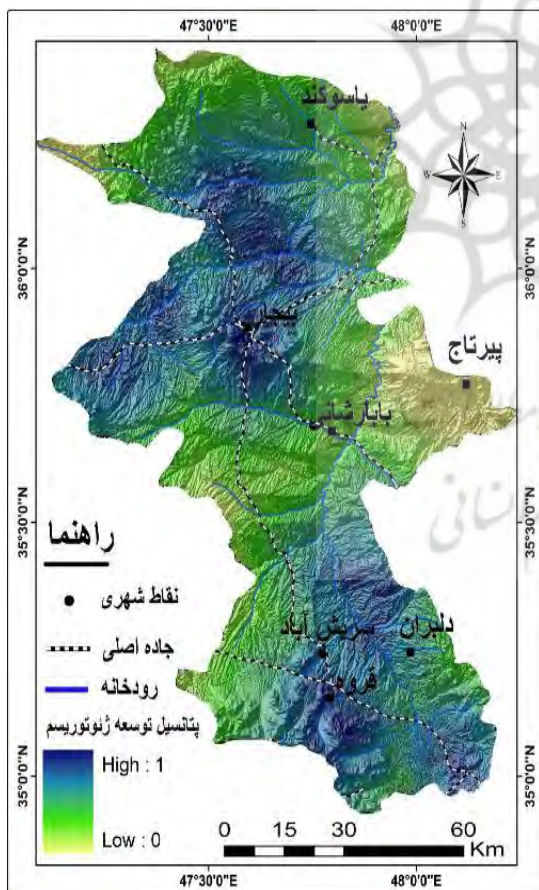 47°30'0"E 48°0'0"E
یاسوکند
N
W E
S
36°0'0"N 36°0'0"N
بیجار
پیرتاج
بابارشانی
35°30'0"N 35°30'0"N
راهنما
نقاط شهری
سریش آباد دلبران
جاده اصلی
قروه
رودخانه
پتانسیل توسعه ژئوتوریسم
High : 1
35°0'0"N 35°0'0"N
Low : 0
0 15 30 60
Km
47°30'0"E 48°0'0"E